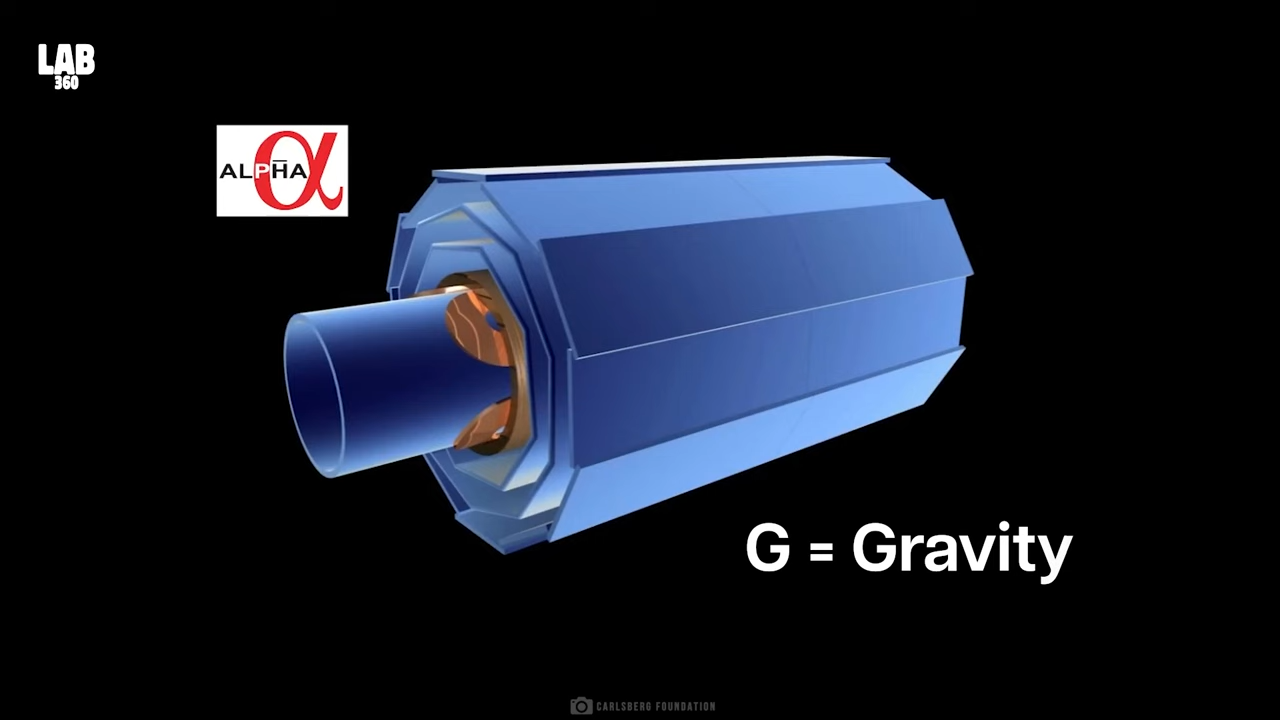 LAB
360
ALPHA
α
G = Gravity
CARLSBERG FOUNDATION